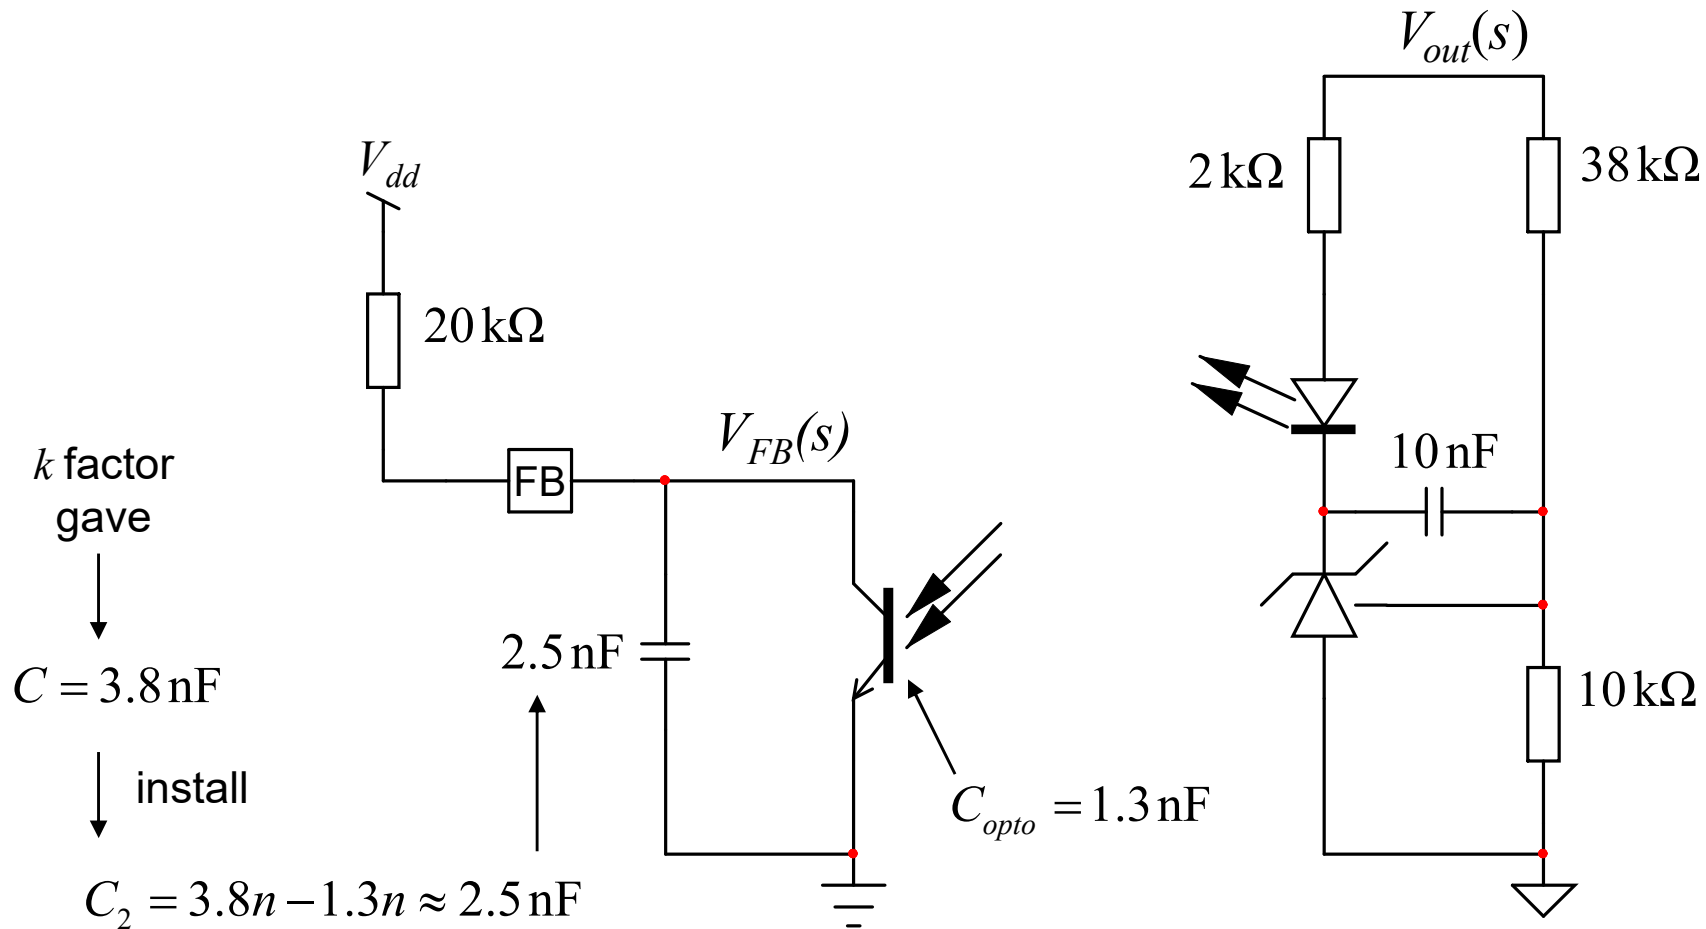 V_out(s)
V_dd
2 kΩ
38 kΩ
20 kΩ
V_FB(s)
10 nF
k factor
gave
FB
2.5 nF
C = 3.8 nF
10 kΩ
install
C_opto = 1.3 nF
C_2 = 3.8n − 1.3n ≈ 2.5 nF